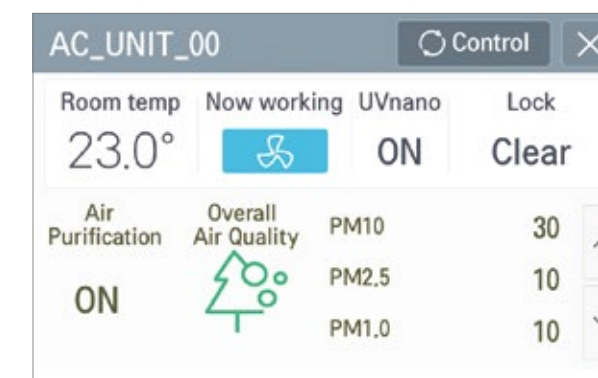 AC_UNIT_00 Control
Room temp Now working UVnano Lock
23.0° ON Clear
Air Purification Overall Air Quality PM10 30
ON PM2.5 10
PM1.0 10